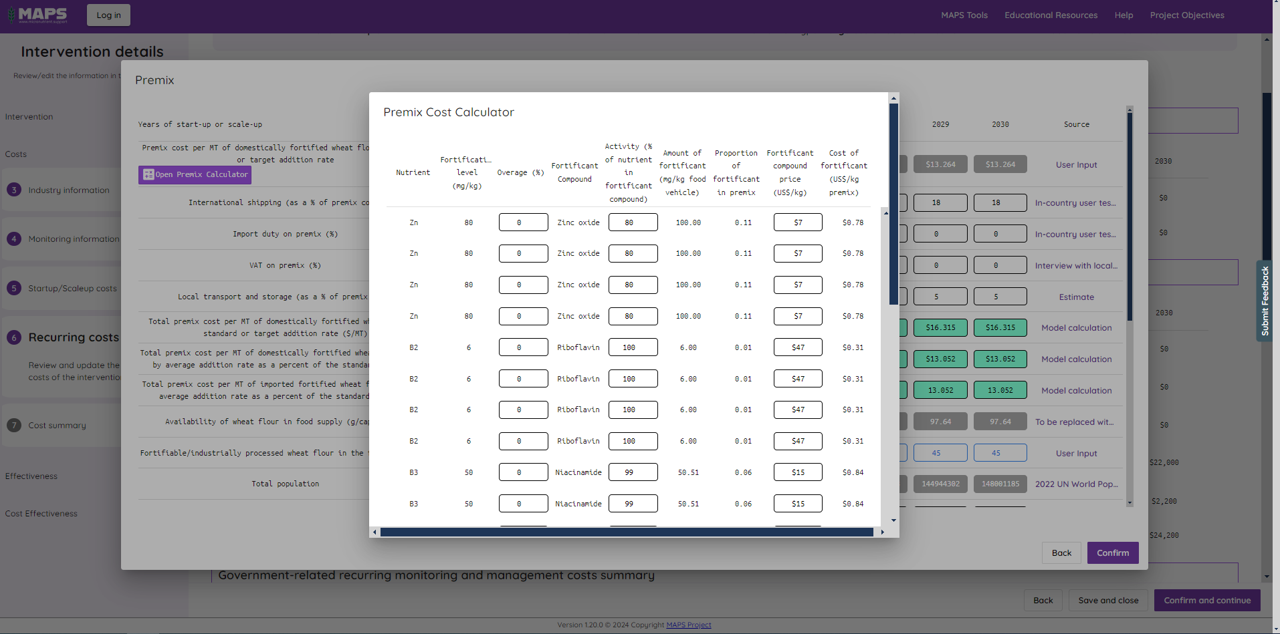 MAPS
Log in
MAPS Tools
Educational Resources
Help
Project Objectives
Intervention details
Review/edit the information in t
Intervention
Costs
3 Industry information
4 Monitoring information
5 Startup/Scaleup costs
6 Recurring costs
Review and update the
costs of the interventio
7 Cost summary
Effectiveness
Cost Effectiveness
Premix
Years of start-up or scale-up
2029 2030 Source
Premix cost per MT of domestically fortified wheat flo
or target addition rate
Open Premix Calculator
$13.264 $13.264 User Input
International shipping (as a % of premix co
18 18 In-country user tes...
Import duty on premix (%)
0 0 In-country user tes...
VAT on premix (%)
0 0 Interview with local...
Local transport and storage (as a % of premix
5 5 Estimate
Total premix cost per MT of domestically fortified whe
standard or target addition rate ($/MT)
$16.315 $16.315 Model calculation
Total premix cost per MT of domestically fortified whea
by average addition rate as a percent of the standard
$13.052 $13.052 Model calculation
Total premix cost per MT of imported fortified wheat f
average addition rate as a percent of the standard
13.052 13.052 Model calculation
Availability of wheat flour in food supply (g/cap
97.64 97.64 To be replaced wit...
Fortifiable/industrially processed wheat flour in the
45 45 User Input
Total population
144944302 148001185 2022 UN World Pop...
Back
Confirm
Premix Cost Calculator
Nutrient
Fortificati...
level
(mg/kg)
Overage (%)
Fortificant
Compound
Activity (%
of nutrient
in
fortificant
compound)
Amount of
fortificant
(mg/kg food
vehicle)
Proportion
of
fortificant
in premix
Fortificant
compound
price
(US$/kg)
Cost of
fortificant
(US$/kg
premix)
Zn 80 0 Zinc oxide 80 100.00 0.11 $7 $0.78
Zn 80 0 Zinc oxide 80 100.00 0.11 $7 $0.78
Zn 80 0 Zinc oxide 80 100.00 0.11 $7 $0.78
Zn 80 0 Zinc oxide 80 100.00 0.11 $7 $0.78
B2 6 0 Riboflavin 100 6.00 0.01 $47 $0.31
B2 6 0 Riboflavin 100 6.00 0.01 $47 $0.31
B2 6 0 Riboflavin 100 6.00 0.01 $47 $0.31
B2 6 0 Riboflavin 100 6.00 0.01 $47 $0.31
B3 50 0 Niacinamide 99 50.51 0.06 $15 $0.84
B3 50 0 Niacinamide 99 50.51 0.06 $15 $0.84
2030
$0
$0
2030
$0
$0
$0
$22,000
$2,200
$24,200
Submit Feedback
Government-related recurring monitoring and management costs summary
Back
Save and close
Confirm and continue
Version 1.20.0 © 2024 Copyright MAPS Project